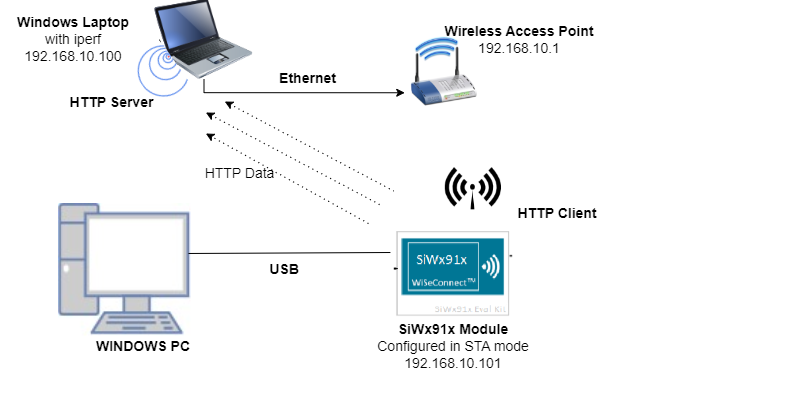 Windows Laptop
with iperf
192.168.10.100
HTTP Server
Ethernet
Wireless Access Point
192.168.10.1
HTTP Data
HTTP Client
USB
SiWx91x
WiSeConnect™
SiWx91x Eval Kit
WINDOWS PC
SiWx91x Module
Configured in STA mode
192.168.10.101